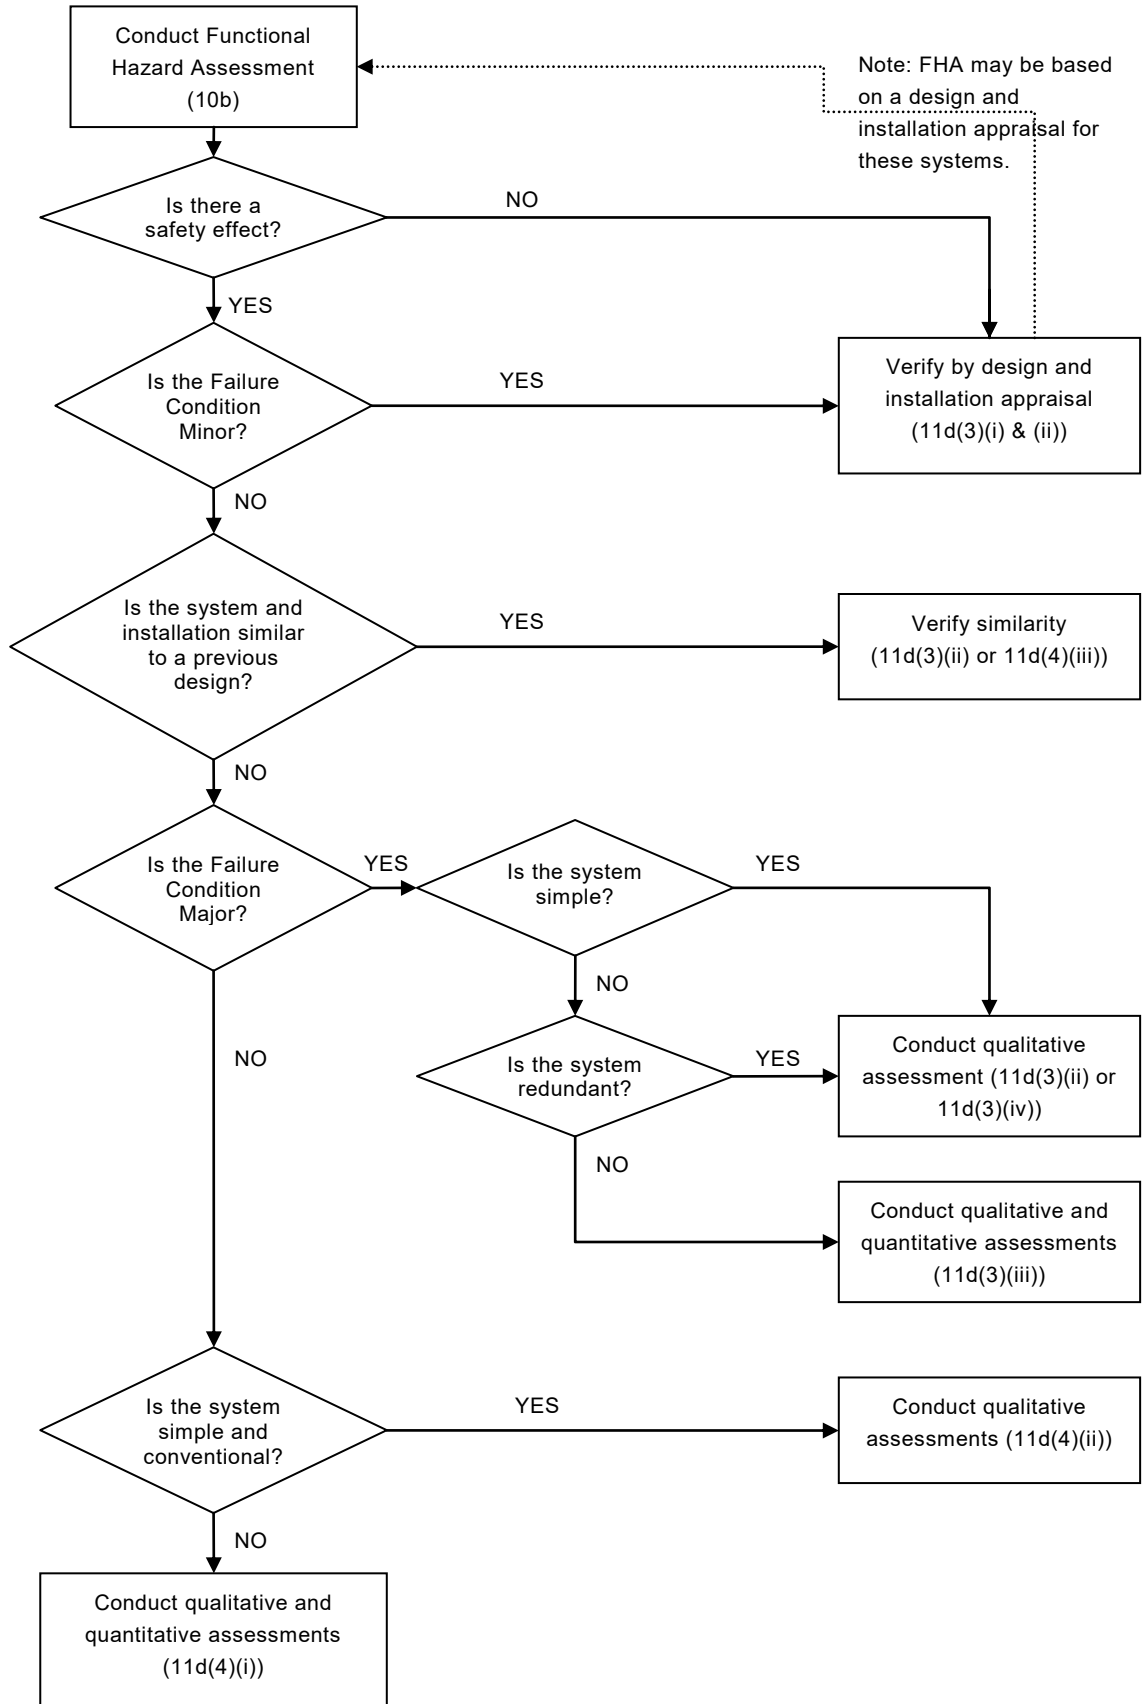 Conduct Functional
Hazard Assessment
(10b)
Note: FHA may be based
on a design and
installation appraisal for
these systems.
Is there a
safety effect?
NO
YES
Is the Failure
Condition
Minor?
YES
Verify by design and
installation appraisal
(11d(3)(i) & (ii))
NO
Is the system and
installation similar
to a previous
design?
YES
Verify similarity
(11d(3)(ii) or 11d(4)(iii))
NO
Is the Failure
Condition
Major?
YES
Is the system
simple?
YES
NO
NO
Is the system
redundant?
YES
Conduct qualitative
assessment (11d(3)(ii) or
11d(3)(iv))
NO
Conduct qualitative and
quantitative assessments
(11d(3)(iii))
Is the system
simple and
conventional?
YES
Conduct qualitative
assessments (11d(4)(ii))
NO
Conduct qualitative and
quantitative assessments
(11d(4)(i))